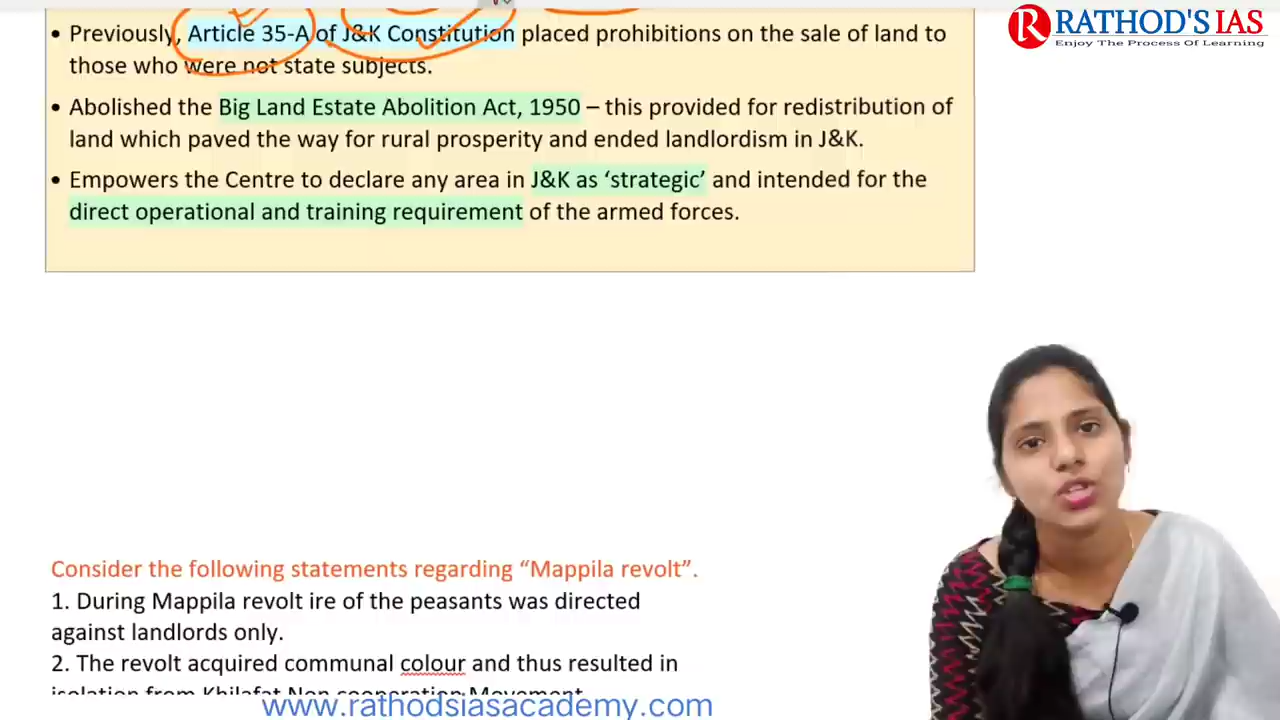 RATHOD'S IAS
Enjoy The Process Of Learning
• Previously, Article 35-A of J&K Constitution placed prohibitions on the sale of land to
those who were not state subjects.
• Abolished the Big Land Estate Abolition Act, 1950 – this provided for redistribution of
land which paved the way for rural prosperity and ended landlordism in J&K.
• Empowers the Centre to declare any area in J&K as ‘strategic’ and intended for the
direct operational and training requirement of the armed forces.
Consider the following statements regarding “Mappila revolt”.
1. During Mappila revolt ire of the peasants was directed
against landlords only.
2. The revolt acquired communal colour and thus resulted in
isolation from Khilafat Non cooperation Movement
www.rathodsiasacademy.com